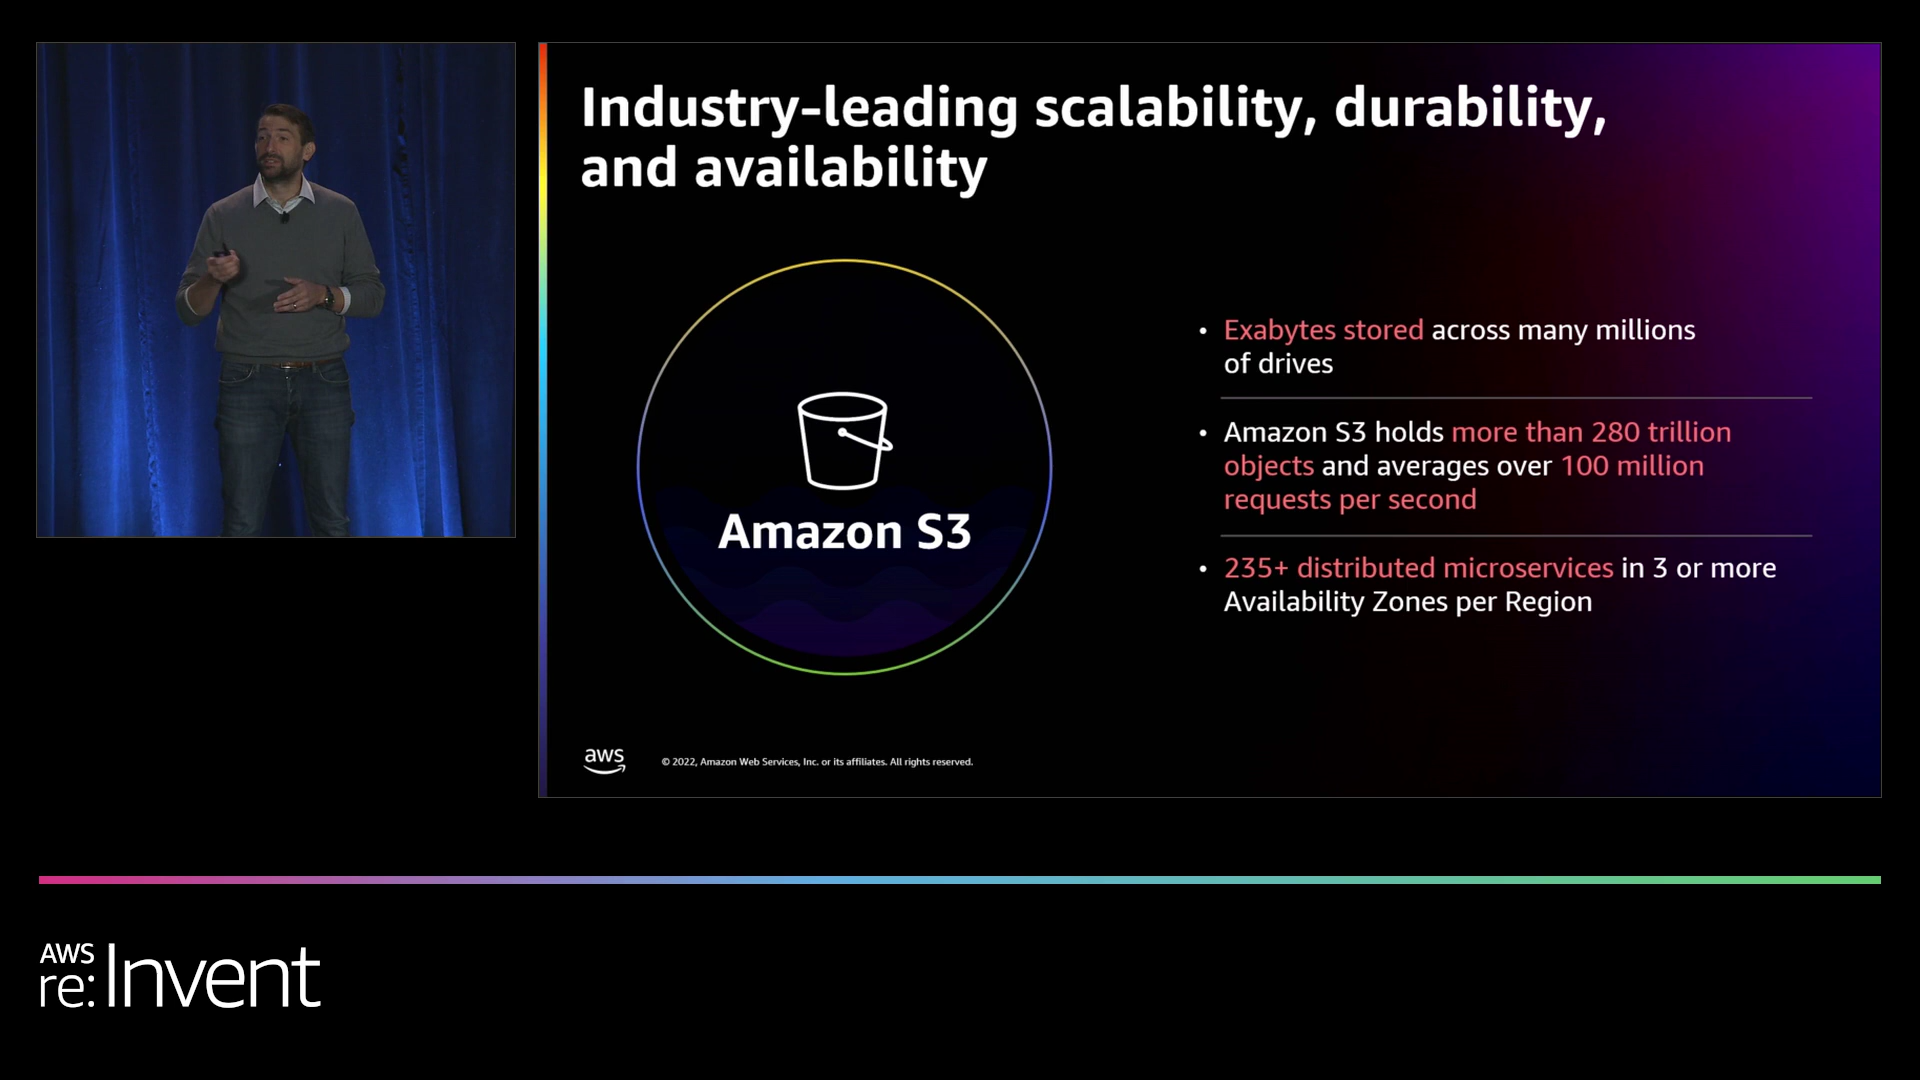 Industry-leading scalability, durability,
and availability
Amazon S3
• Exabytes stored across many millions
of drives
• Amazon S3 holds more than 280 trillion
objects and averages over 100 million
requests per second
• 235+ distributed microservices in 3 or more
Availability Zones per Region
aws
© 2022, Amazon Web Services, Inc. or its affiliates. All rights reserved.
AWS
re:Invent